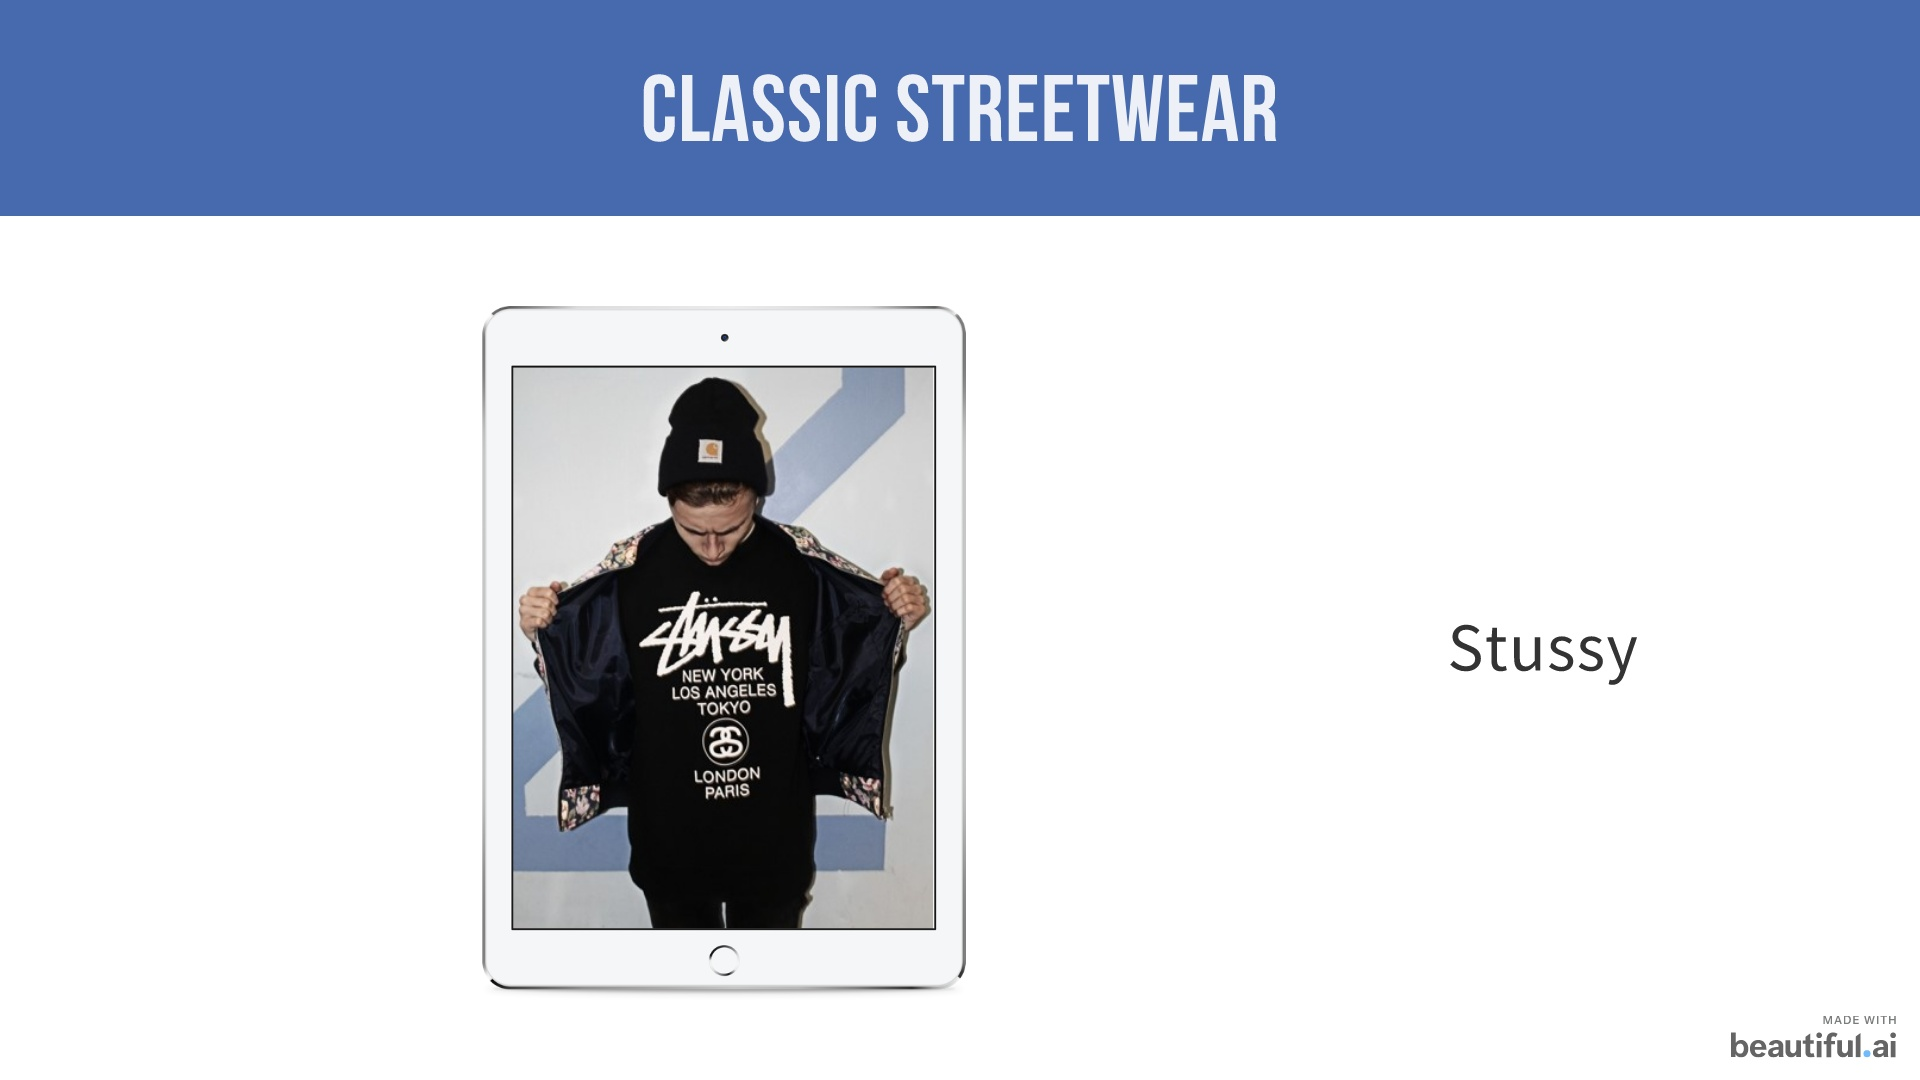 CLASSIC STREETWEAR
Stüssy
NEW YORK
LOS ANGELES
TOKYO
LONDON
PARIS
Stussy
MADE WITH
beautiful.ai